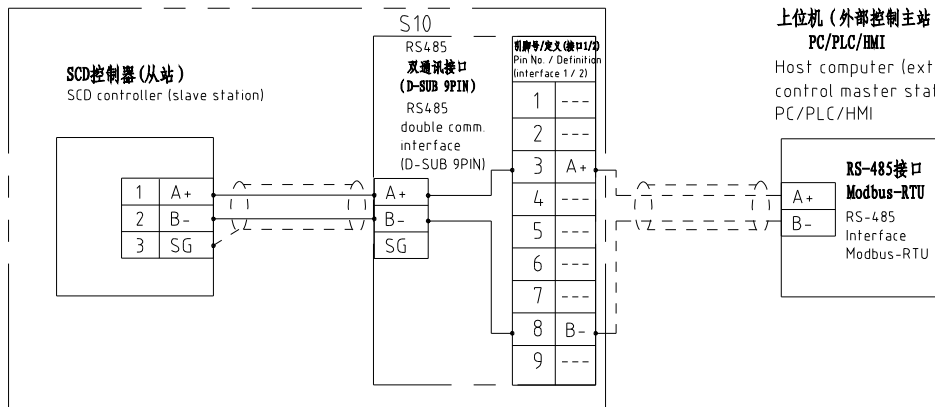 S10
RS485
双通讯接口
(D-SUB 9PIN)
RS485
double comm.
interface
(D-SUB 9PIN)
SCD控制器(从站)
SCD controller (slave station)
1 A+
2 B-
3 SG
A+
B-
SG
引脚号/定义(接口1/2)
Pin No. / Definition
(interface 1 / 2)
1 ---
2 ---
3 A+
4 ---
5 ---
6 ---
7 ---
8 B-
9 ---
上位机(外部控制主站
PC/PLC/HMI
Host computer (ext
control master stat
PC/PLC/HMI
A+
B-
RS-485接口
Modbus-RTU
RS-485
Interface
Modbus-RTU